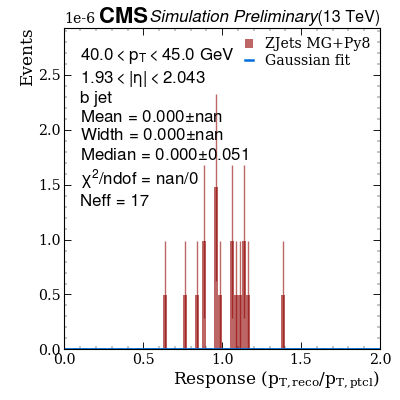 1e-6 CMS Simulation Preliminary (13 TeV)
Events
40.0 < pT < 45.0 GeV
1.93 < |η| < 2.043
b jet
Mean = 0.000±nan
Width = 0.000±nan
Median = 0.000±0.051
χ²/ndof = nan/0
Neff = 17
ZJets MG+Py8
Gaussian fit
2.5
2.0
1.5
1.0
0.5
0.0
0.0 0.5 1.0 1.5 2.0
Response (pT,reco/pT,ptcl)